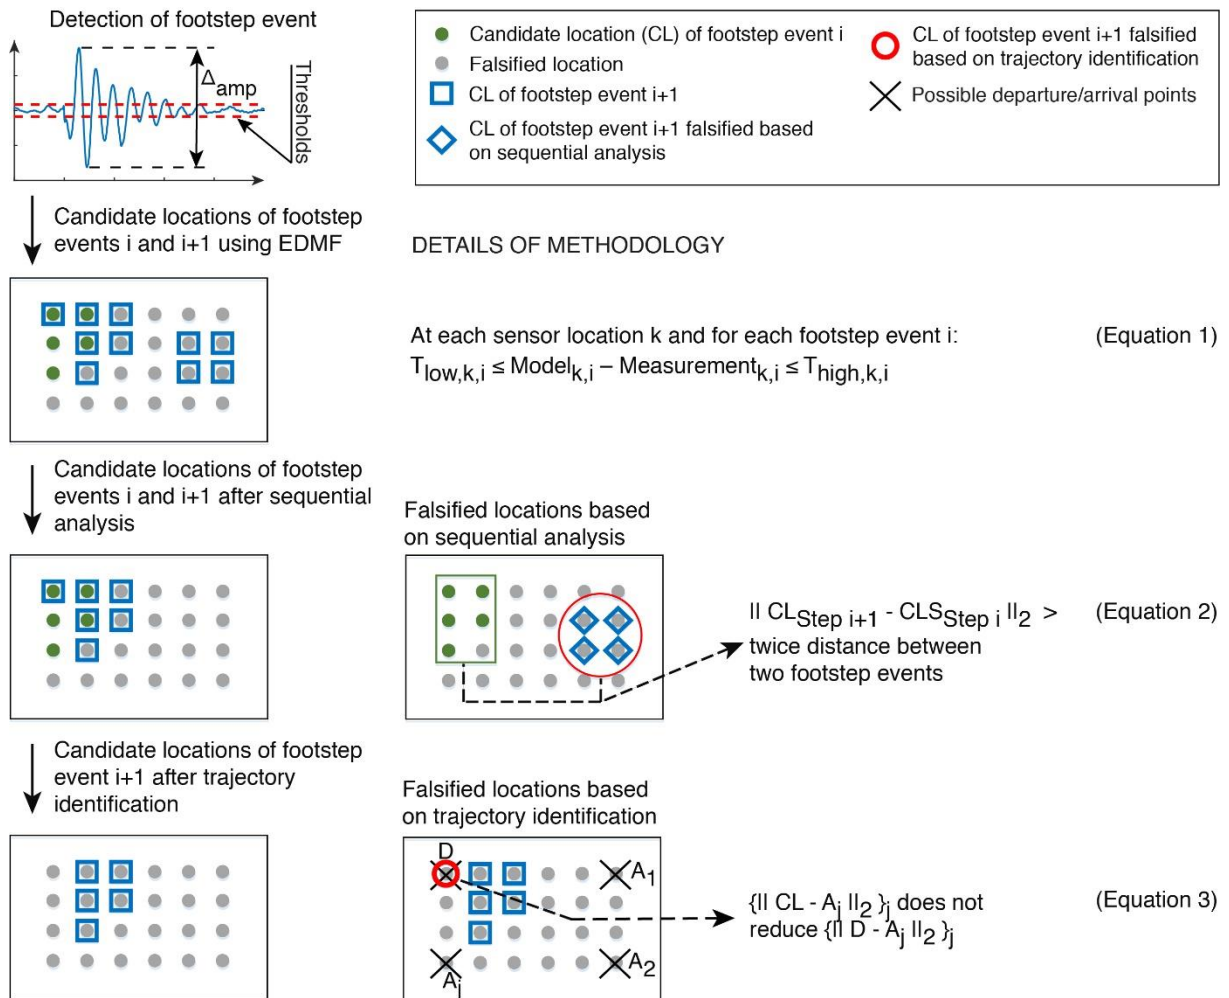 Detection of footstep event
Δamp
Thresholds
Candidate location (CL) of footstep event i
Falsified location
CL of footstep event i+1
CL of footstep event i+1 falsified based
on sequential analysis
CL of footstep event i+1 falsified
based on trajectory identification
Possible departure/arrival points
Candidate locations of footstep
events i and i+1 using EDMF
DETAILS OF METHODOLOGY
At each sensor location k and for each footstep event i:
(Equation 1)
Tlow,k,i ≤ Modelk,i – Measurementk,i ≤ Thigh,k,i
Candidate locations of footstep
events i and i+1 after sequential
analysis
Falsified locations based
on sequential analysis
|| CLStep i+1 - CLSStep i ||2 >
twice distance between
two footstep events
(Equation 2)
Candidate locations of footstep
event i+1 after trajectory
identification
Falsified locations based
on trajectory identification
D
A1
A2
Aj
{|| CL - Aj ||2 }j does not
reduce {|| D - Aj ||2 }j
(Equation 3)